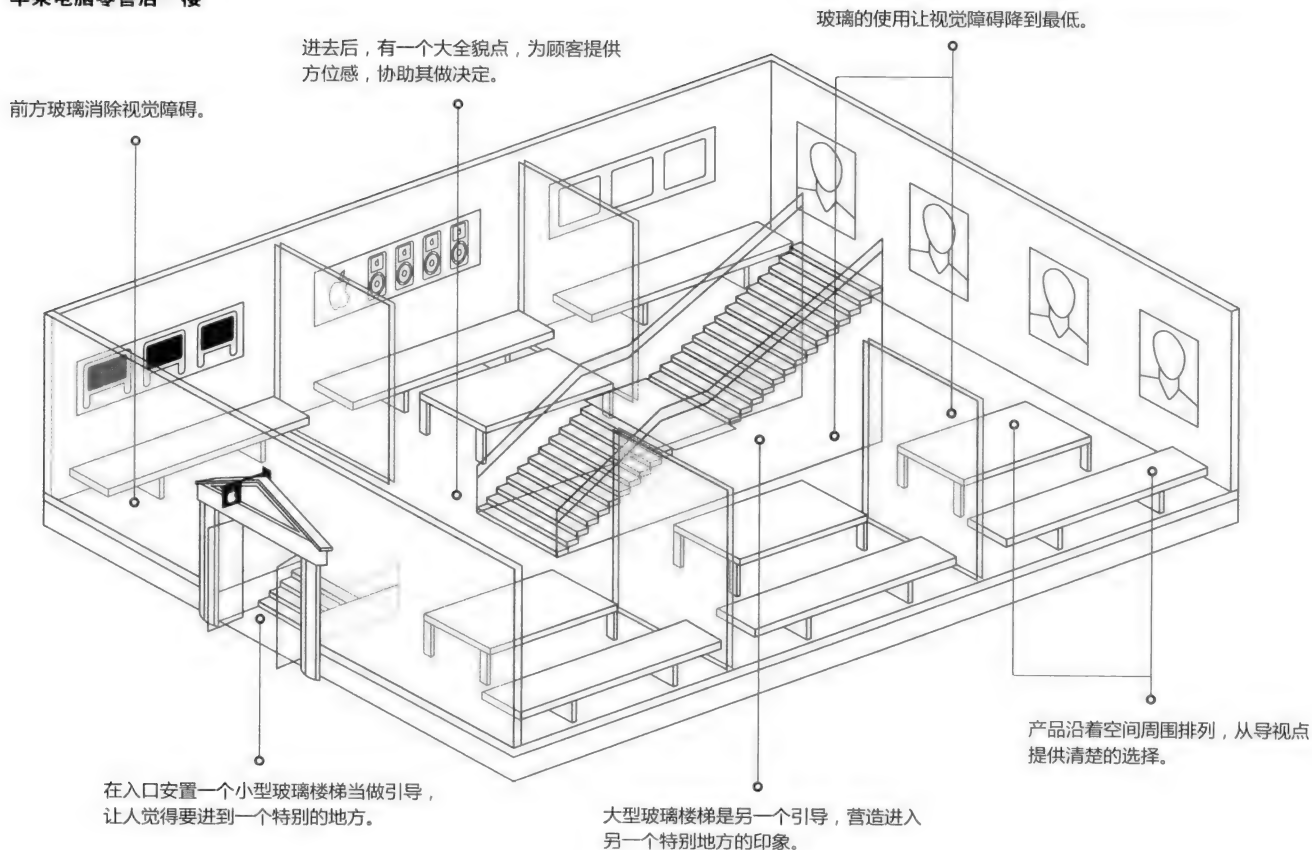 玻璃的使用让视觉障碍降到最低。
进去后，有一个大全貌点，为顾客提供
方位感，协助其做决定。
前方玻璃消除视觉障碍。
产品沿着空间周围排列，从导视点
提供清楚的选择。
在入口安置一个小型玻璃楼梯当做引导，
让人觉得要进到一个特别的地方。
大型玻璃楼梯是另一个引导，营造进入
另一个特别地方的印象。